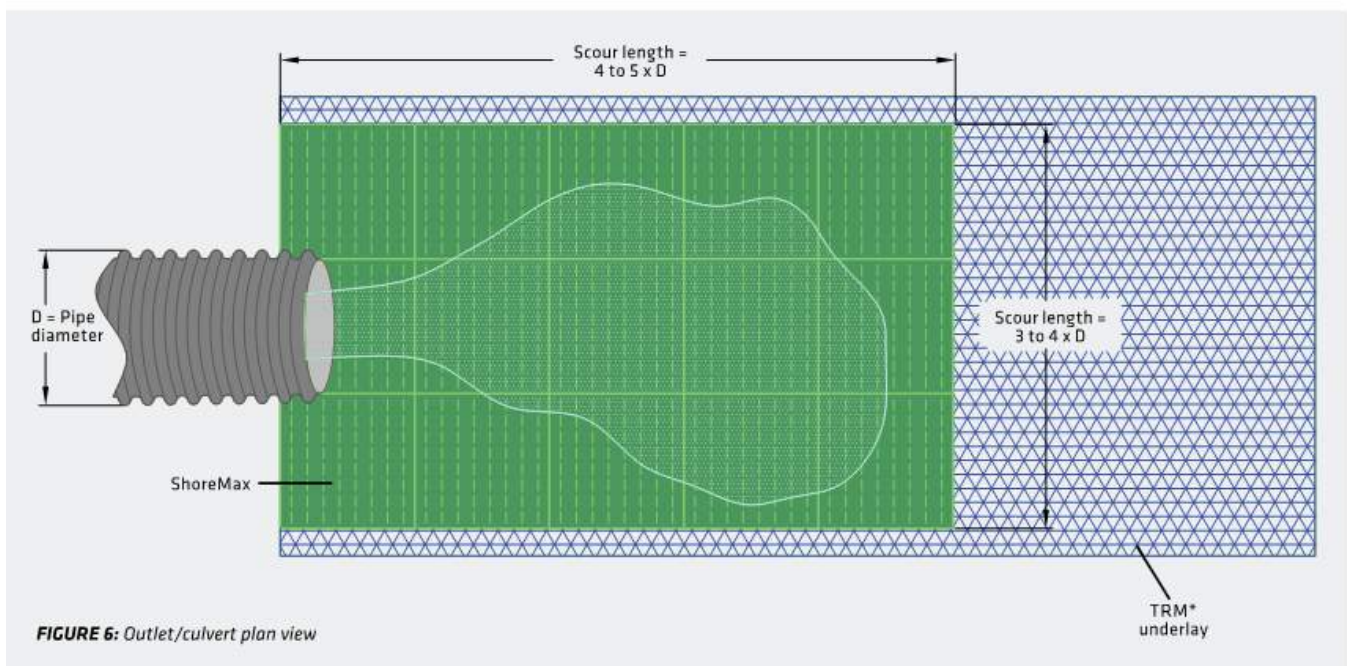 Scour length =
4 to 5 x D
D = Pipe
diameter
Scour length =
3 to 4 x D
ShoreMax
TRM*
underlay
FIGURE 6: Outlet/culvert plan view